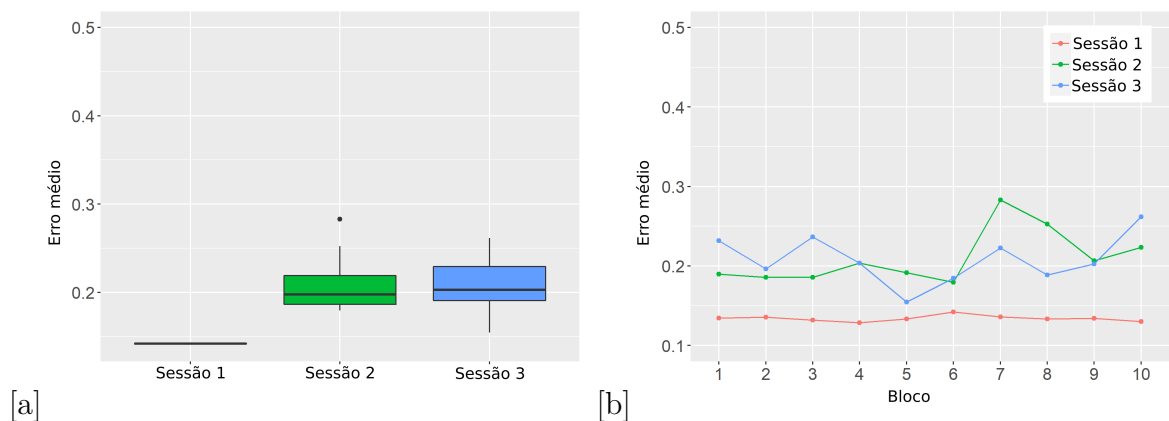 0.5
0.4
0.3
0.2
Erro médio
Sessão 1
Sessão 2
Sessão 3
[a]
0.5
0.4
0.3
0.2
0.1
Erro médio
Sessão 1
Sessão 2
Sessão 3
1 2 3 4 5 6 7 8 9 10
Bloco
[b]